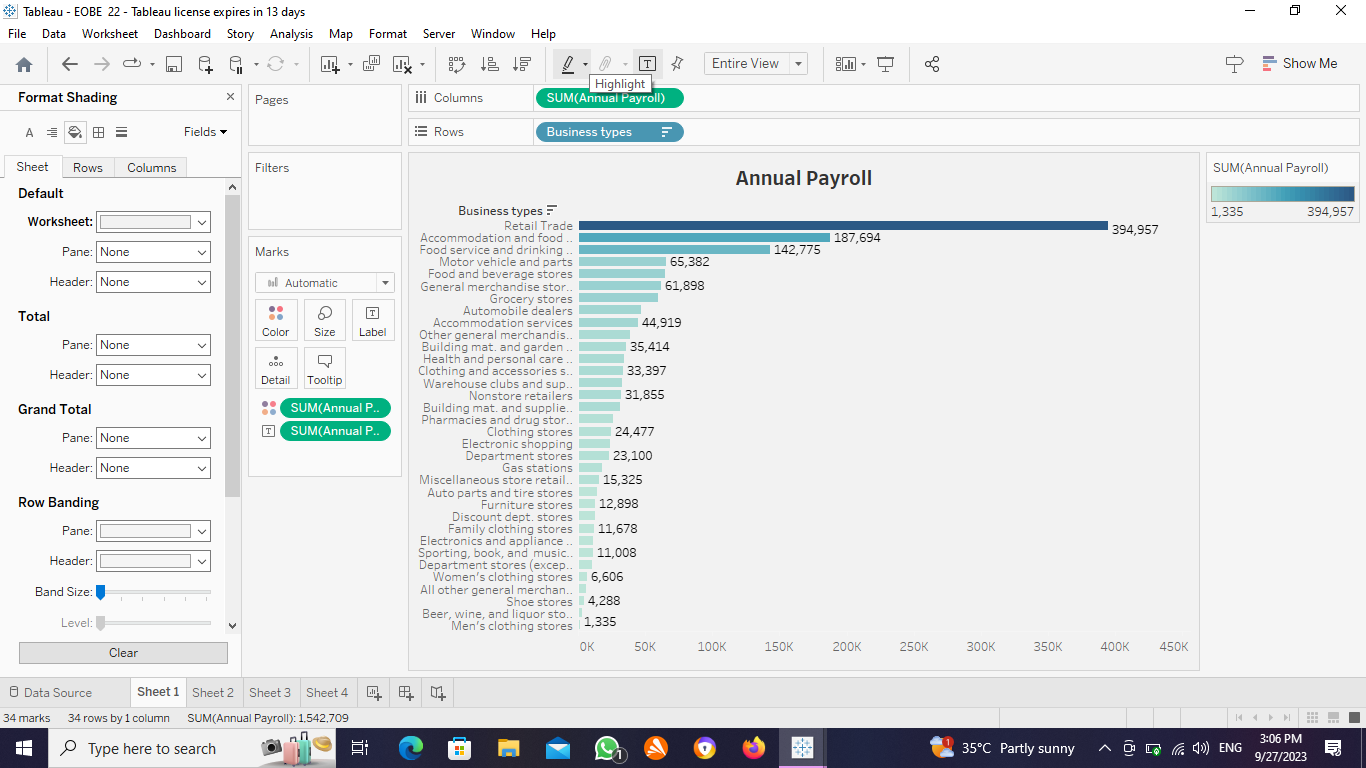 Tableau - EOBE  22 - Tableau license expires in 13 days
File Data Worksheet Dashboard Story Analysis Map Format Server Window Help
Entire View
Show Me
Highlight
Format Shading
Fields
Sheet Rows Columns
Default
Worksheet:
Pane: None
Header: None
Total
Pane: None
Header: None
Grand Total
Pane: None
Header: None
Row Banding
Pane:
Header:
Band Size:
Level:
Clear
Pages
Filters
Marks
Automatic
Color Size Label
Detail Tooltip
SUM(Annual P..
SUM(Annual P..
Columns SUM(Annual Payroll)
Rows Business types
Annual Payroll
Business types
Retail Trade 394,957
Accommodation and food .. 187,694
Food service and drinking .. 142,775
Motor vehicle and parts 65,382
Food and beverage stores
General merchandise stor.. 61,898
Grocery stores
Automobile dealers
Accommodation services 44,919
Other general merchandis..
Building mat. and garden .. 35,414
Health and personal care ..
Clothing and accessories s.. 33,397
Warehouse clubs and sup..
Nonstore retailers 31,855
Building mat. and supplie..
Pharmacies and drug stor..
Clothing stores 24,477
Electronic shopping
Department stores 23,100
Gas stations
Miscellaneous store retail.. 15,325
Auto parts and tire stores
Furniture stores 12,898
Discount dept. stores
Family clothing stores 11,678
Electronics and appliance ..
Sporting, book, and music.. 11,008
Department stores (excep..
Women's clothing stores 6,606
All other general merchan..
Shoe stores 4,288
Beer, wine, and liquor sto..
Men's clothing stores 1,335
0K 50K 100K 150K 200K 250K 300K 350K 400K 450K
SUM(Annual Payroll)
1,335 394,957
Data Source Sheet 1 Sheet 2 Sheet 3 Sheet 4
34 marks 34 rows by 1 column SUM(Annual Payroll): 1,542,709
Type here to search
1
1
35°C Partly sunny
ENG
3:06 PM
9/27/2023